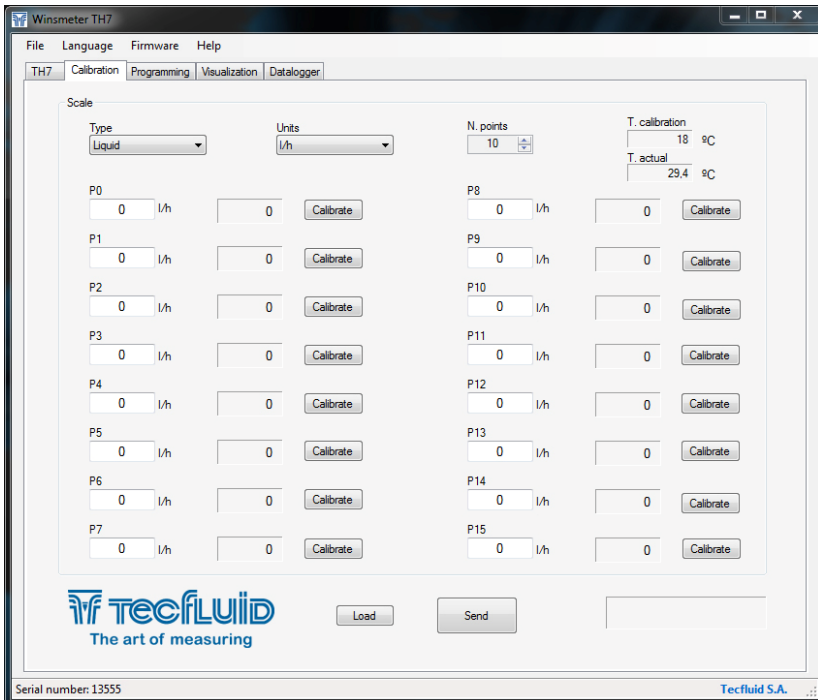 Winsmeter TH7
File Language Firmware Help
TH7 Calibration Programming Visualization Datalogger
Scale
Type Units N. points T. calibration
Liquid l/h 10 18 ºC
T. actual
29,4 ºC
P0 P8
0 l/h 0 Calibrate 0 l/h 0 Calibrate
P1 P9
0 l/h 0 Calibrate 0 l/h 0 Calibrate
P2 P10
0 l/h 0 Calibrate 0 l/h 0 Calibrate
P3 P11
0 l/h 0 Calibrate 0 l/h 0 Calibrate
P4 P12
0 l/h 0 Calibrate 0 l/h 0 Calibrate
P5 P13
0 l/h 0 Calibrate 0 l/h 0 Calibrate
P6 P14
0 l/h 0 Calibrate 0 l/h 0 Calibrate
P7 P15
0 l/h 0 Calibrate 0 l/h 0 Calibrate
TECFLUID
The art of measuring
Load Send
Serial number: 13555 Tecfluid S.A.